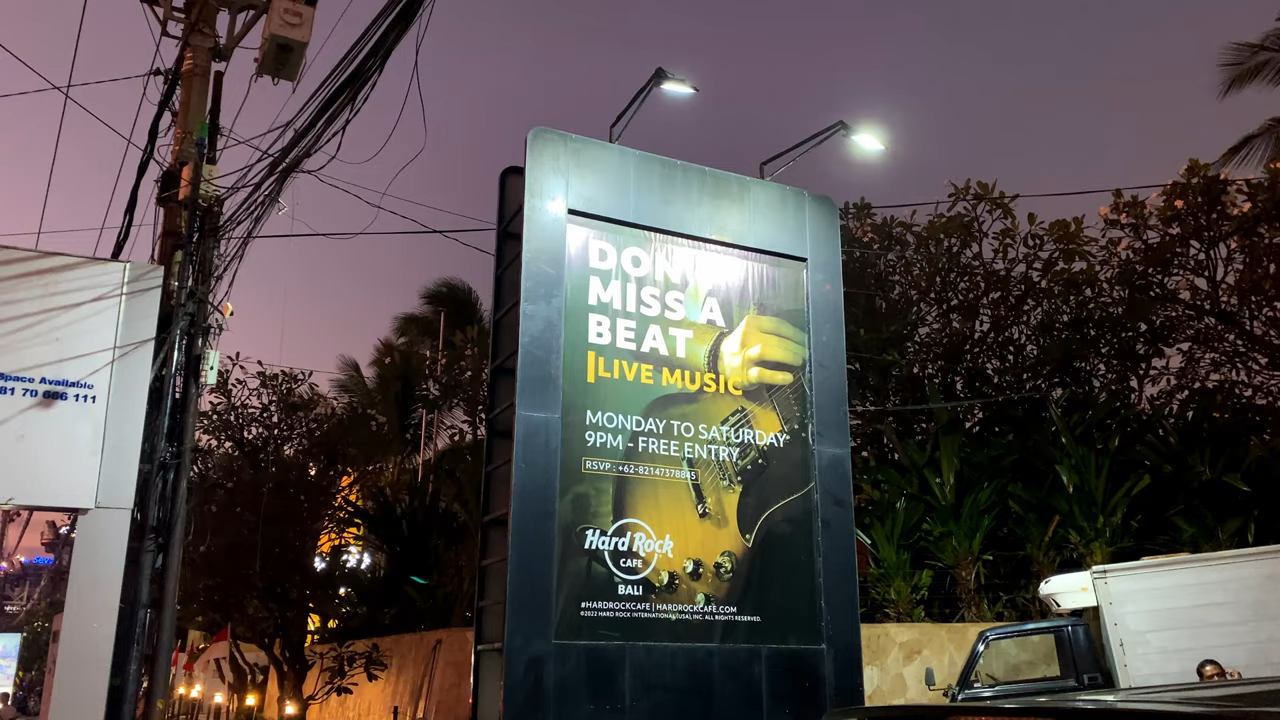 DON'T
MISS A
BEAT
LIVE MUSIC
MONDAY TO SATURDAY
9PM - FREE ENTRY
RSVP : +62-82147378845
Hard Rock
CAFE
BALI
#HARDROCKCAFE | HARDROCKCAFE.COM
©2022 HARD ROCK INTERNATIONAL (USA), INC. ALL RIGHTS RESERVED.
Space Available
81 70 666 111